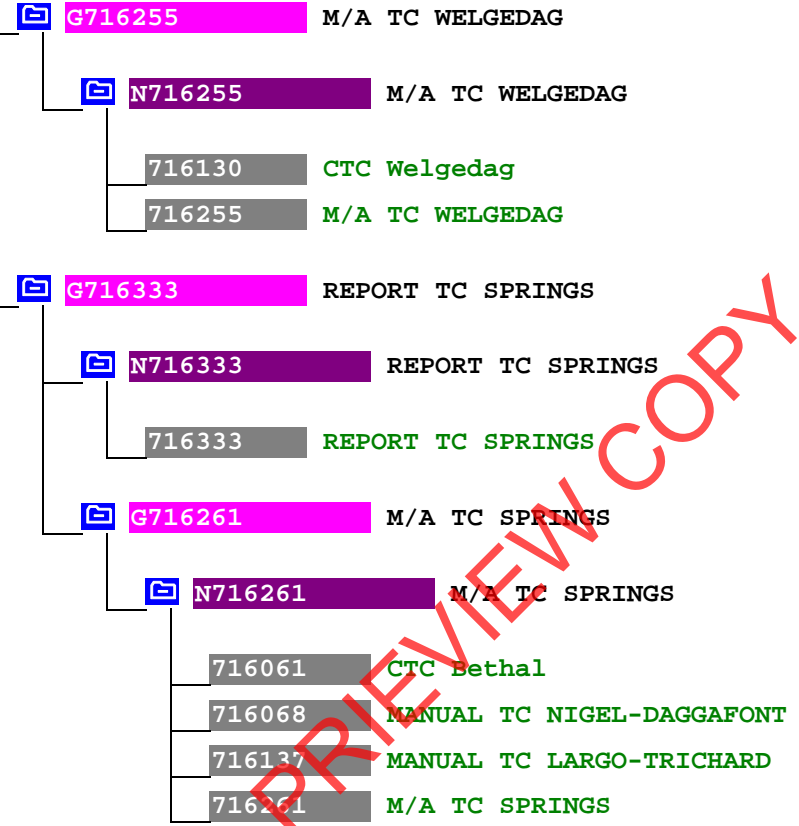 G716255 M/A TC WELGEDAG
N716255 M/A TC WELGEDAG
716130 CTC Welgedag
716255 M/A TC WELGEDAG
G716333 REPORT TC SPRINGS
N716333 REPORT TC SPRINGS
716333 REPORT TC SPRINGS
G716261 M/A TC SPRINGS
N716261 M/A TC SPRINGS
716061 CTC Bethal
716068 MANUAL TC NIGEL-DAGGAFONT
716137 MANUAL TC LARGO-TRICHARD
716261 M/A TC SPRINGS
PRIEVIEW COPY